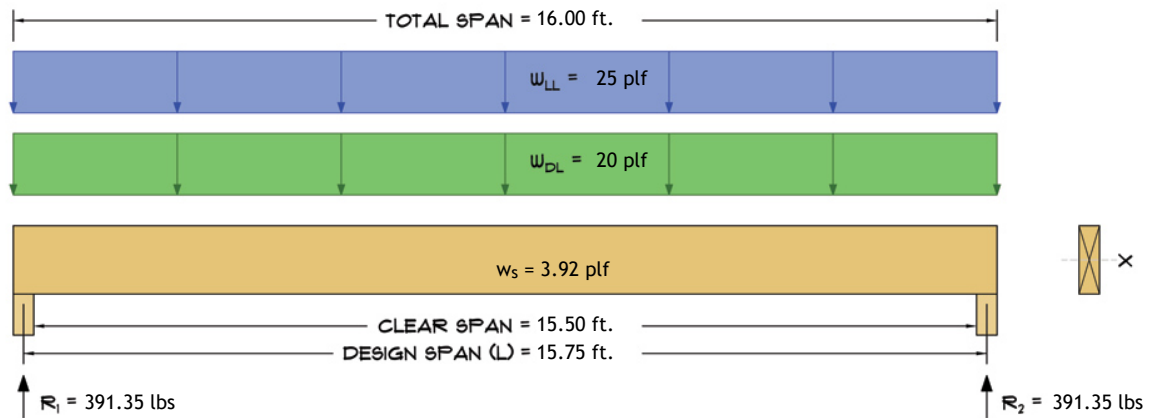 TOTAL SPAN = 16.00 ft.
WLL = 25 plf
WDL = 20 plf
ws = 3.92 plf
X
CLEAR SPAN = 15.50 ft.
DESIGN SPAN (L) = 15.75 ft.
R1 = 391.35 lbs
R2 = 391.35 lbs